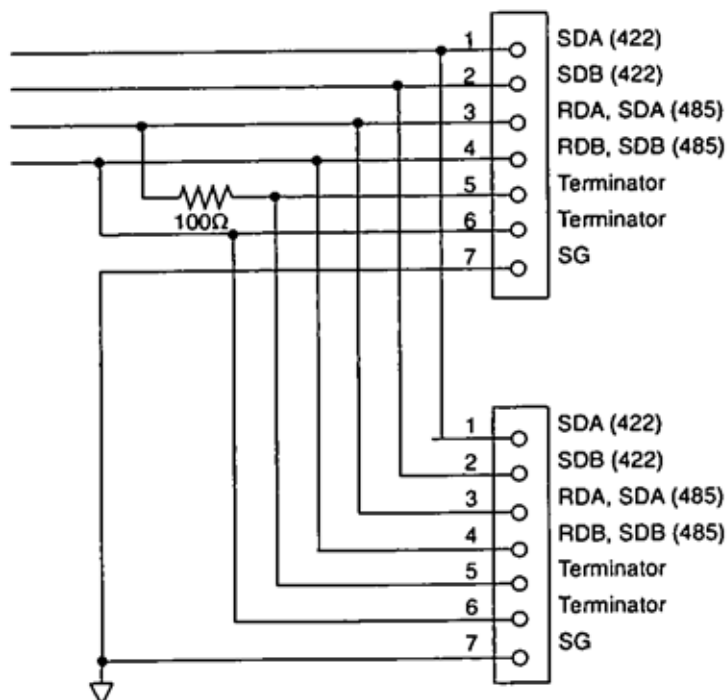 1 SDA (422)
2 SDB (422)
3 RDA, SDA (485)
4 RDB, SDB (485)
5 Terminator
100Ω
6 Terminator
7 SG
1 SDA (422)
2 SDB (422)
3 RDA, SDA (485)
4 RDB, SDB (485)
5 Terminator
6 Terminator
7 SG